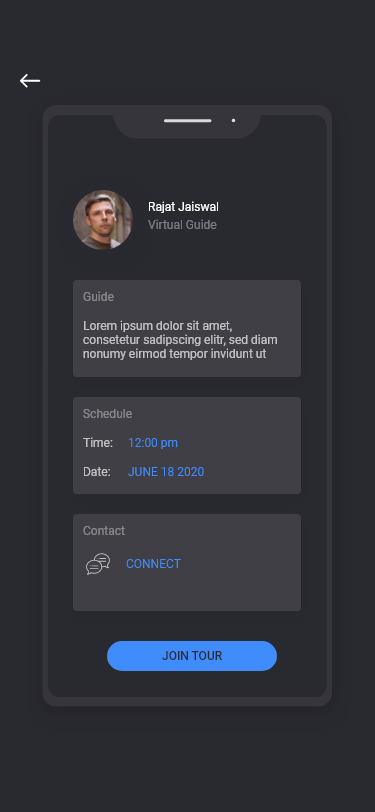 Rajat Jaiswal
Virtual Guide
Guide
Lorem ipsum dolor sit amet,
consetetur sadipscing elitr, sed diam
nonumy eirmod tempor invidunt ut
Schedule
Time: 12:00 pm
Date: JUNE 18 2020
Contact
CONNECT
JOIN TOUR